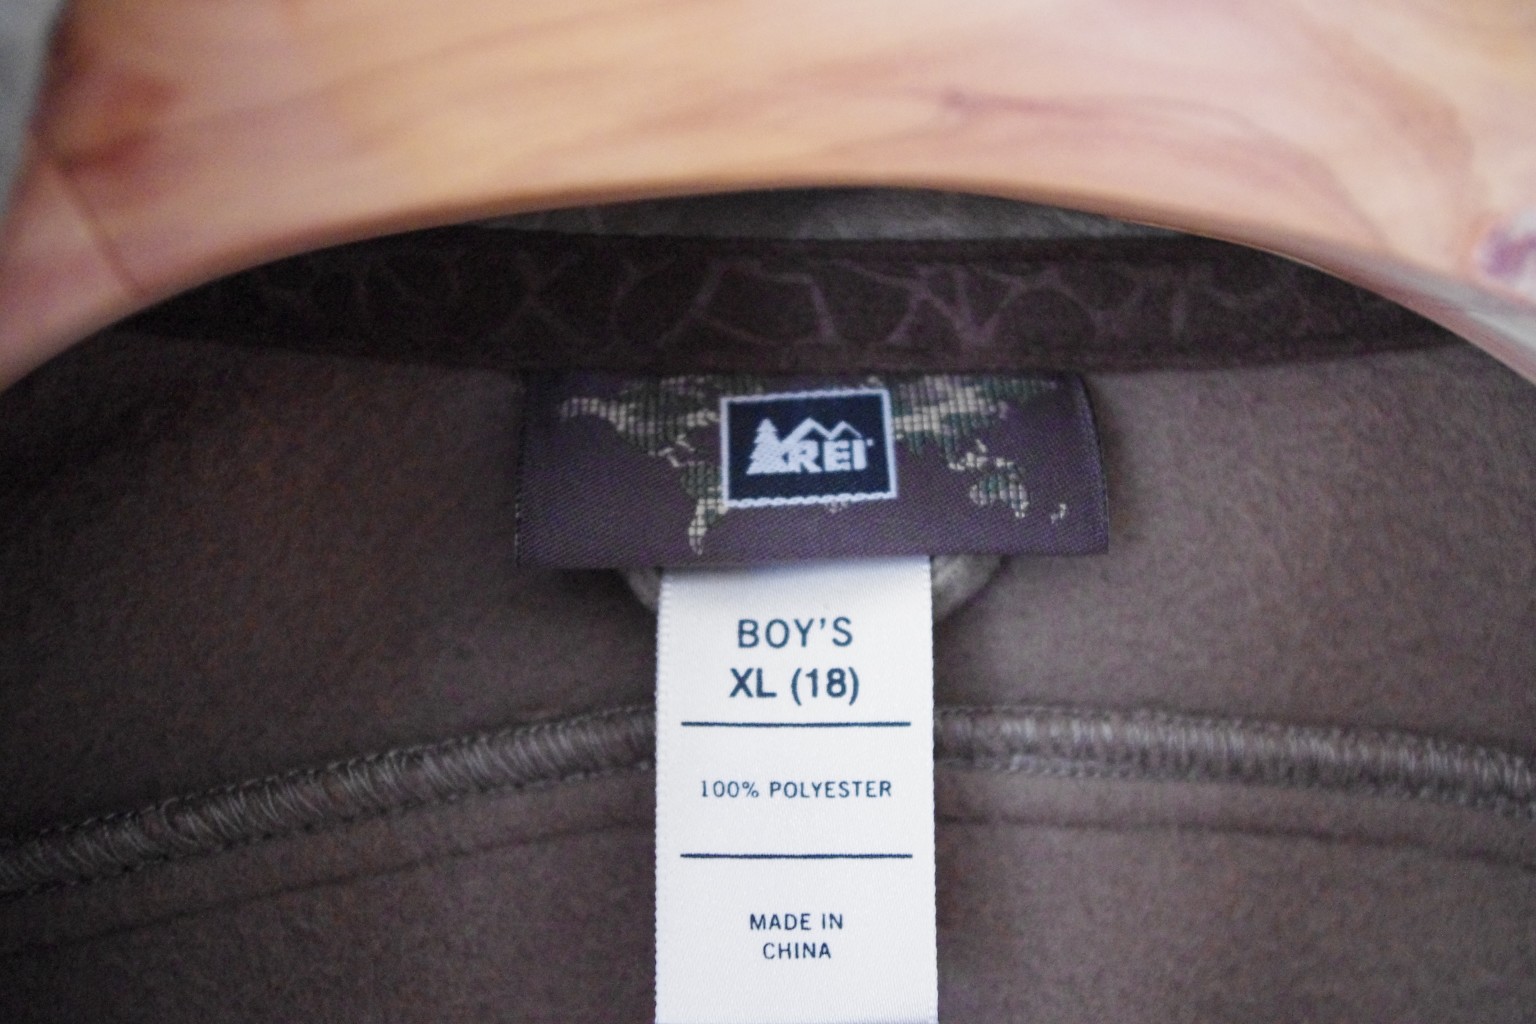 REI
BOY'S
XL (18)
100% POLYESTER
MADE IN
CHINA